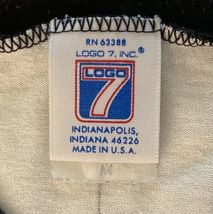 RN 63388
LOGO 7, INC.®
LOGO
7
INDIANAPOLIS,
INDIANA 46226
MADE IN U.S.A.
M